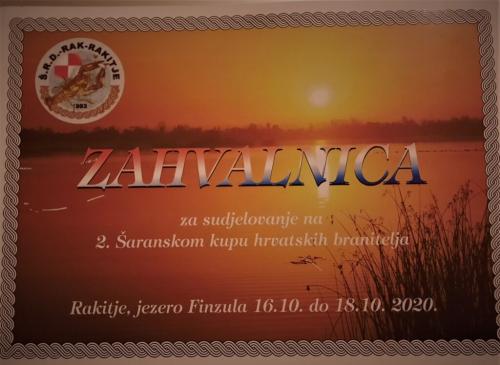 Š.R.D.-RAK-RAKITJE
ZAHVALNICA
za sudjelovanje na
2. Šaranskom kupu hrvatskih branitelja
Rakitje, jezero Finzula 16.10. do 18.10. 2020.